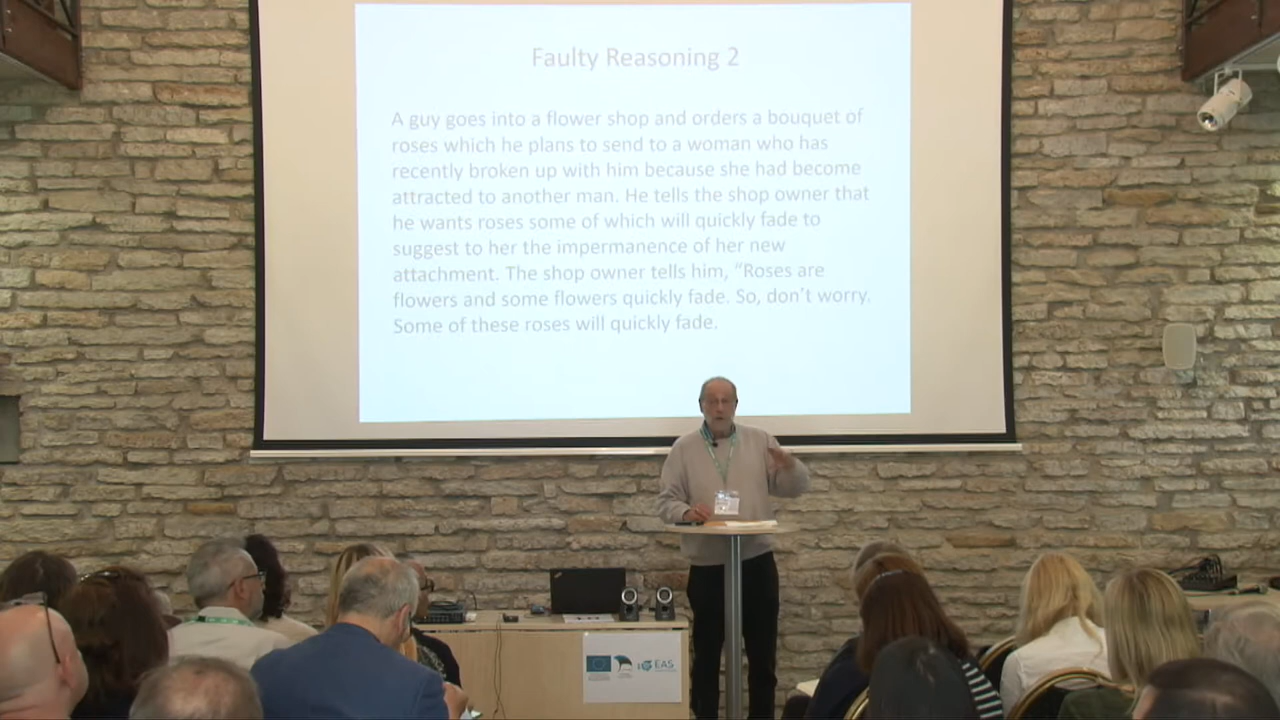 Faulty Reasoning 2
A guy goes into a flower shop and orders a bouquet of
roses which he plans to send to a woman who has
recently broken up with him because she had become
attracted to another man. He tells the shop owner that
he wants roses some of which will quickly fade to
suggest to her the impermanence of her new
attachment. The shop owner tells him, “Roses are
flowers and some flowers quickly fade. So, don’t worry.
Some of these roses will quickly fade.
EAS